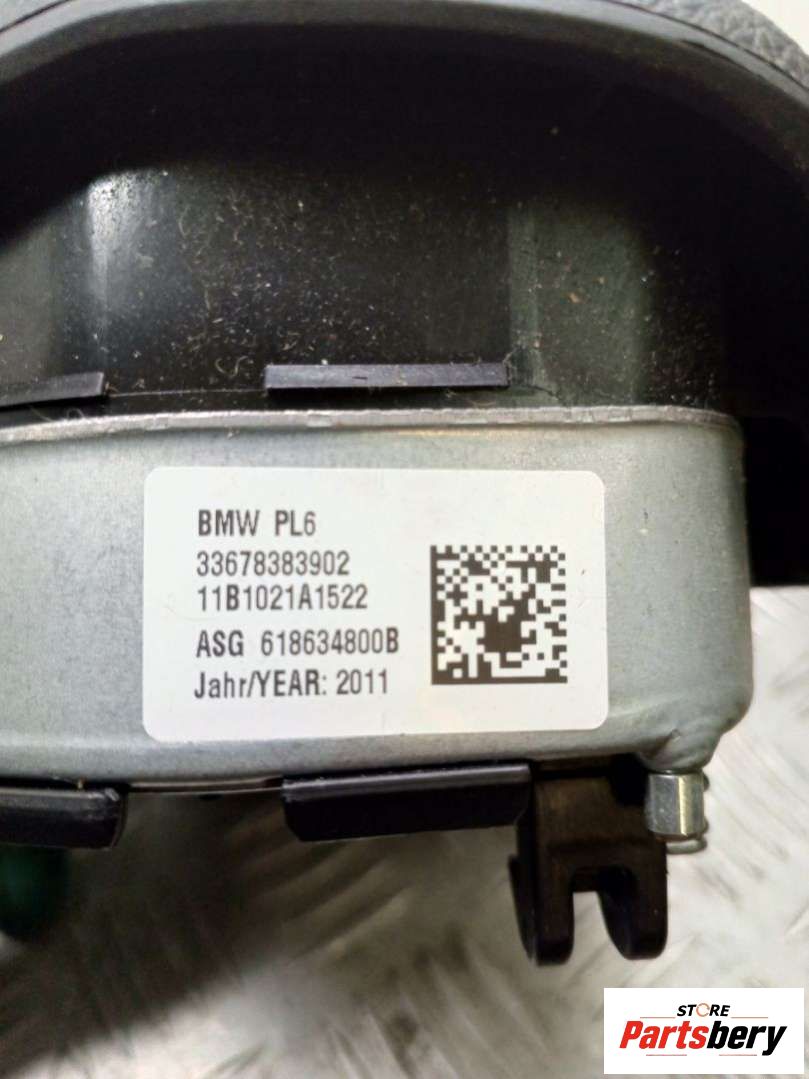 BMW PL6
33678383902
11B1021A1522
ASG 618634800B
Jahr/YEAR: 2011
STORE
Partsbery